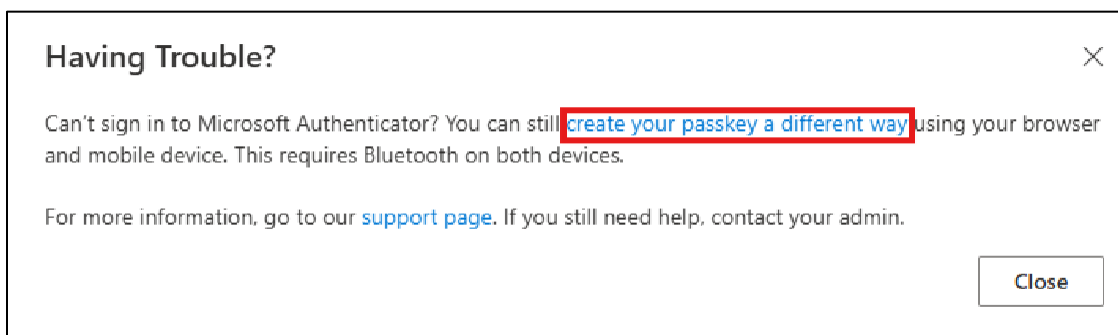 Having Trouble?
Can't sign in to Microsoft Authenticator? You can still create your passkey a different way using your browser
and mobile device. This requires Bluetooth on both devices.
For more information, go to our support page. If you still need help, contact your admin.
Close